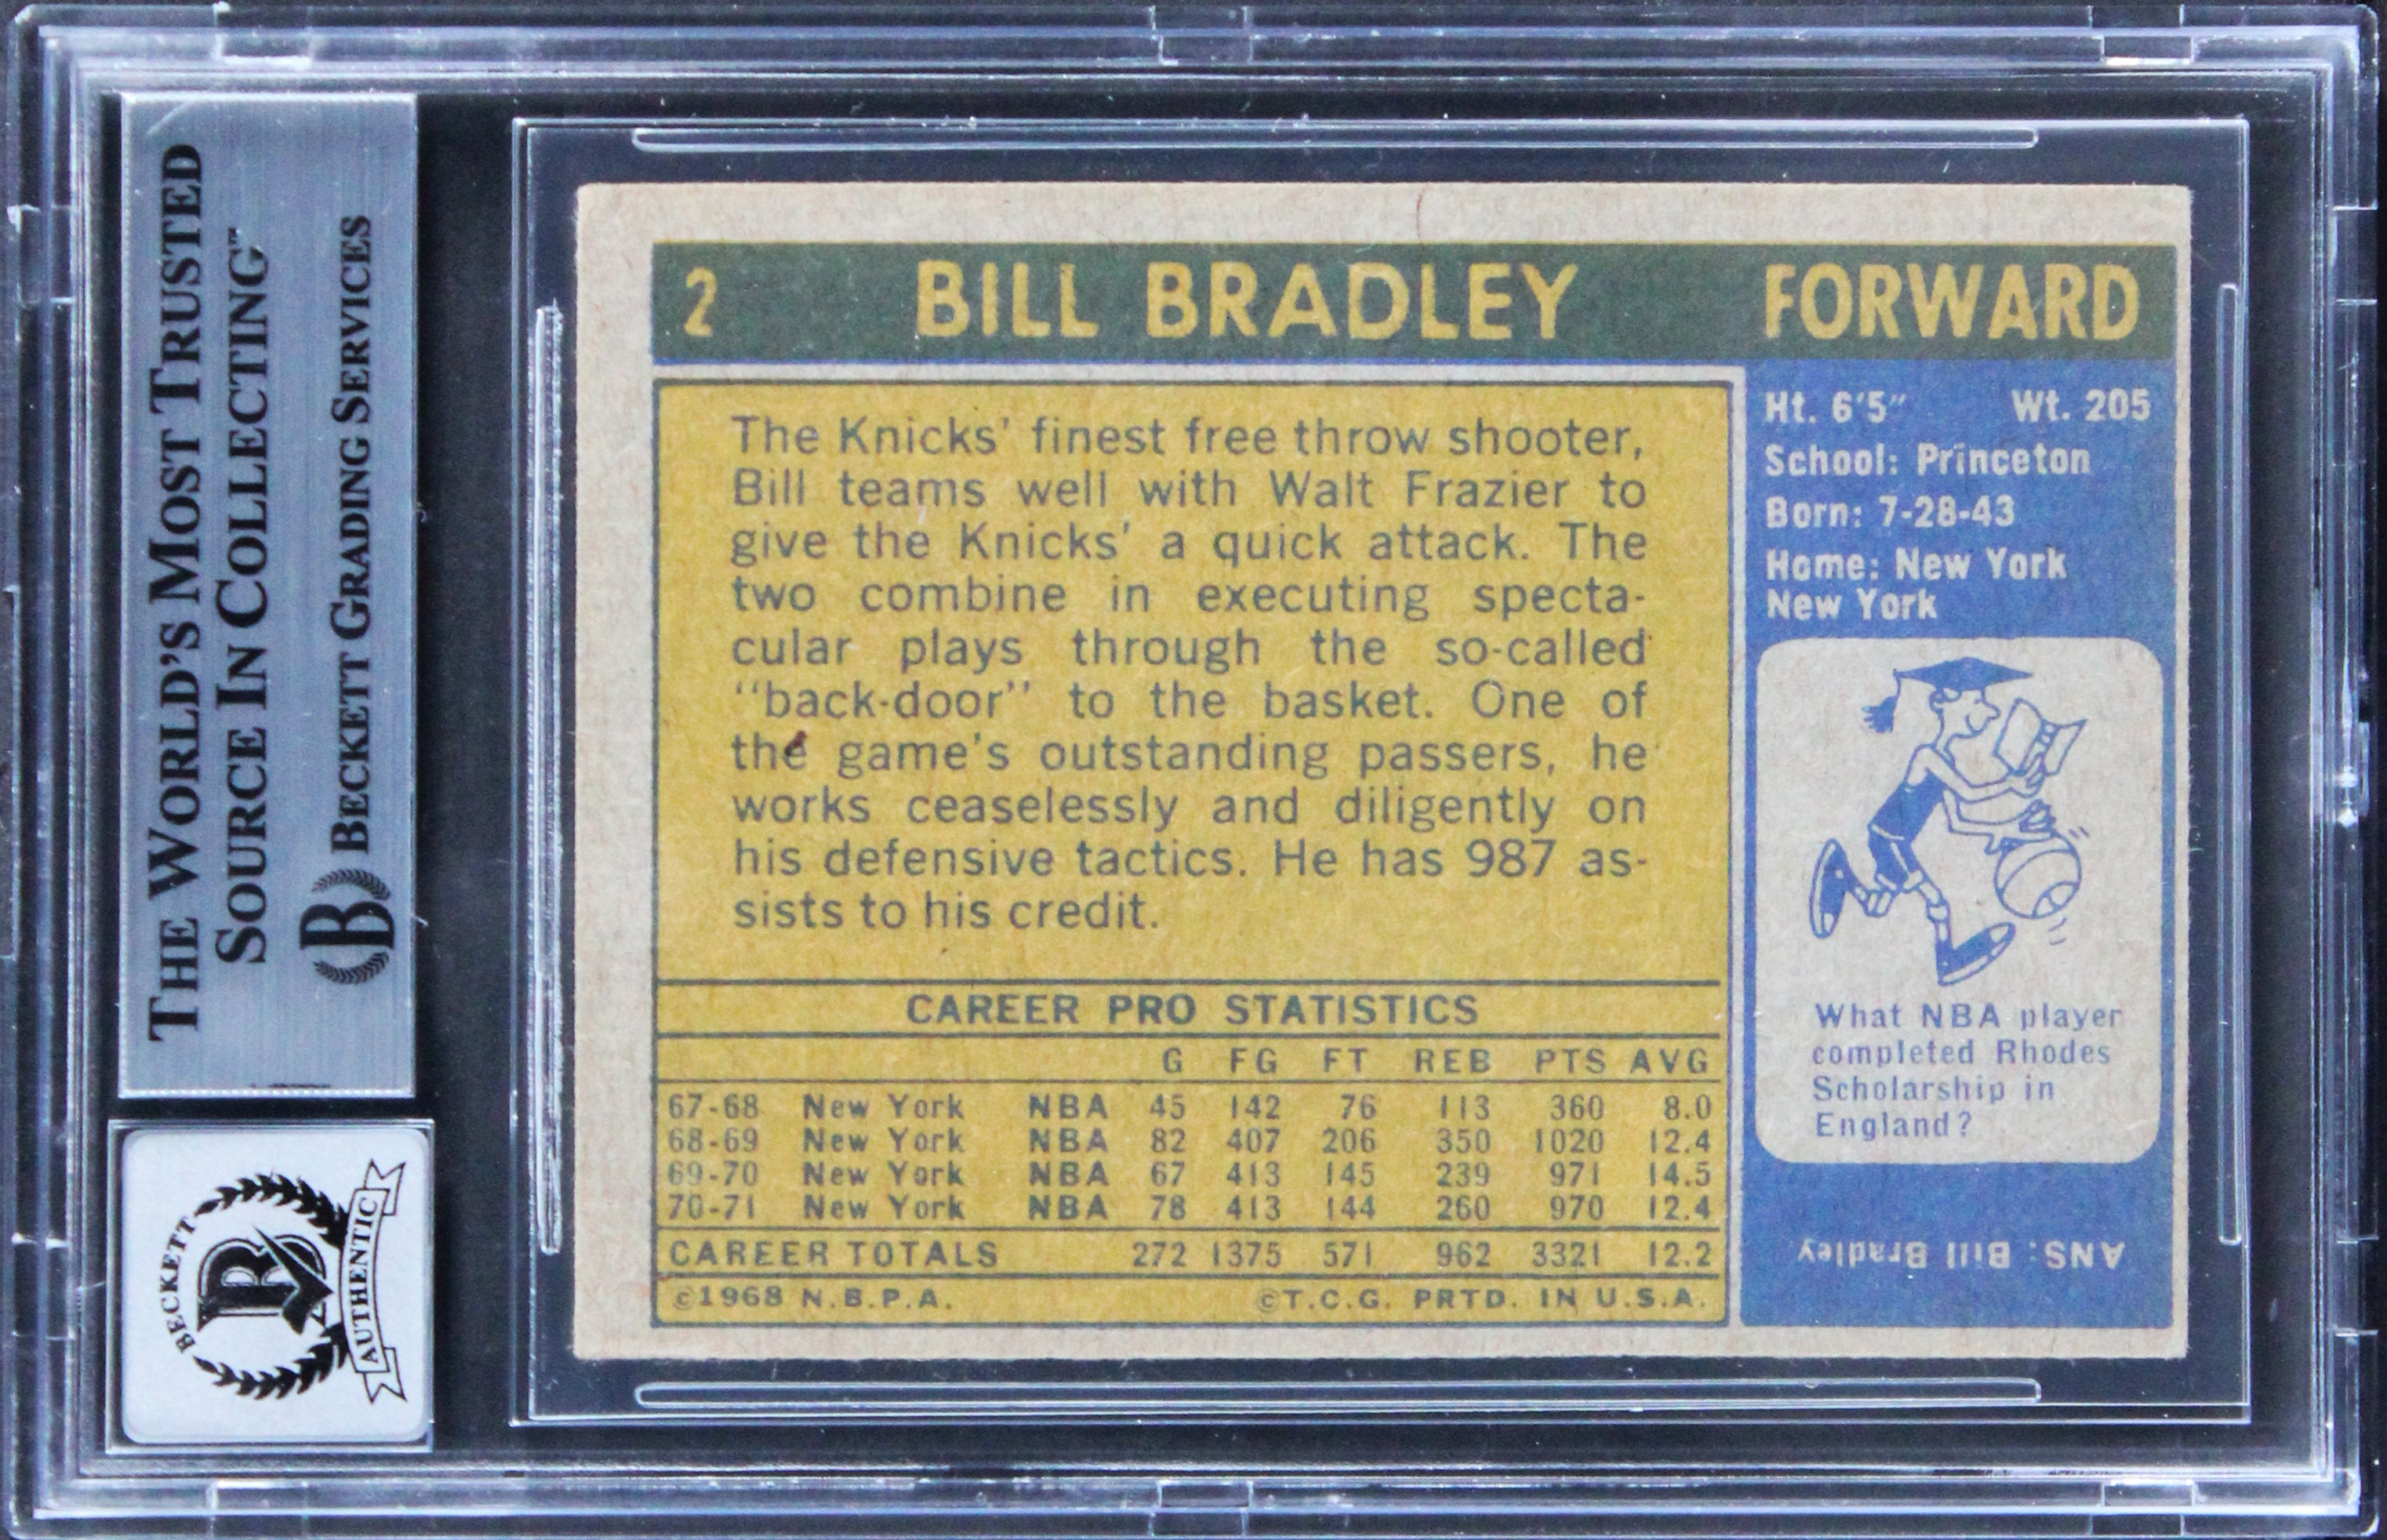 THE WORLD'S MOST TRUSTED
SOURCE IN COLLECTING™
B BECKETT GRADING SERVICES
BECKETT
B
AUTHENTIC
2 BILL BRADLEY FORWARD
The Knicks' finest free throw shooter,
Bill teams well with Walt Frazier to
give the Knicks' a quick attack. The
two combine in executing specta-
cular plays through the so-called
"back-door" to the basket. One of
the game's outstanding passers, he
works ceaselessly and diligently on
his defensive tactics. He has 987 as-
sists to his credit.
CAREER PRO STATISTICS
G FG FT REB PTS AVG
67-68 New York NBA 45 142 76 113 360 8.0
68-69 New York NBA 82 407 206 350 1020 12.4
69-70 New York NBA 67 413 145 239 971 14.5
70-71 New York NBA 78 413 144 260 970 12.4
CAREER TOTALS 272 1375 571 962 3321 12.2
©1968 N.B.P.A. ©T.C.G. PRTD. IN U.S.A.
Ht. 6'5" Wt. 205
School: Princeton
Born: 7-28-43
Home: New York
New York
What NBA player
completed Rhodes
Scholarship in
England?
ANS: Bill Bradley